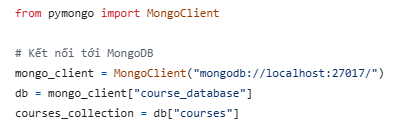 from pymongo import MongoClient
# Kết nối tới MongoDB
mongo_client = MongoClient("mongodb://localhost:27017/")
db = mongo_client["course_database"]
courses_collection = db["courses"]